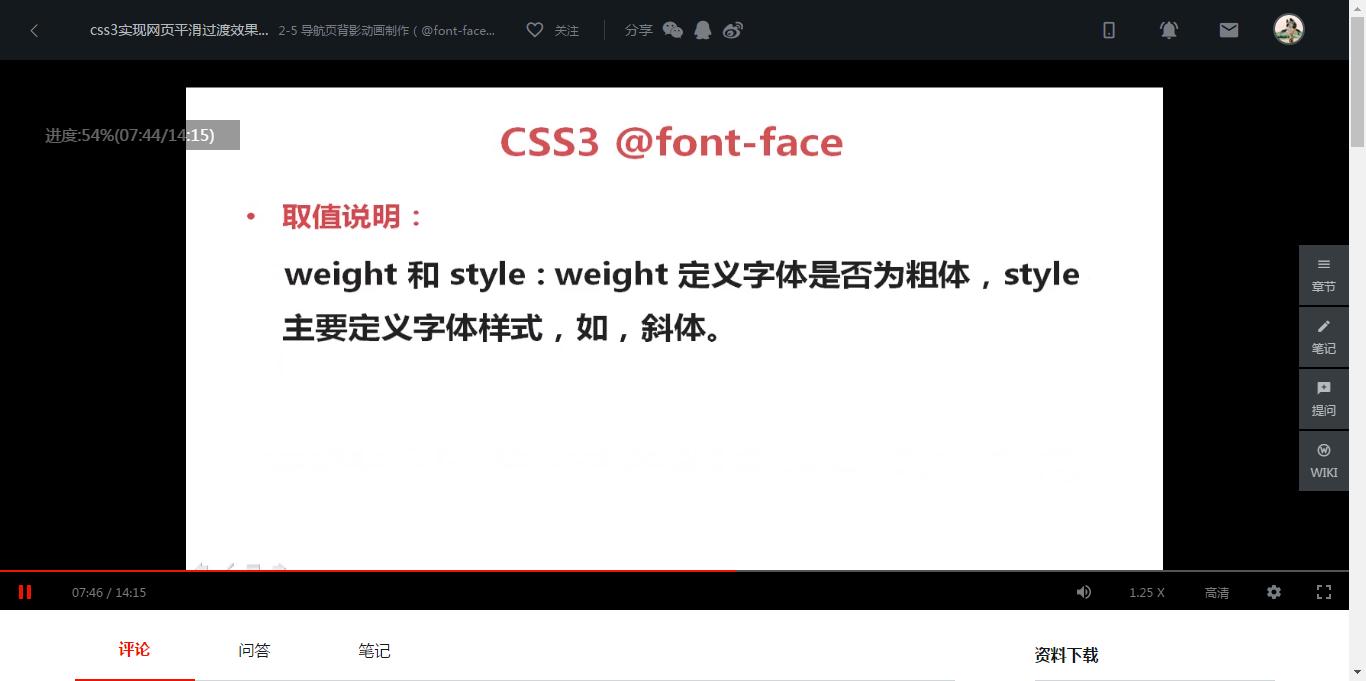 css3实现网页平滑过渡效果... 2-5 导航页背影动画制作（@font-face... 关注 分享
进度:54%(07:44/14:15)
CSS3 @font-face
• 取值说明：
weight 和 style : weight 定义字体是否为粗体，style
主要定义字体样式，如，斜体。
章节
笔记
提问
WIKI
07:46 / 14:15 1.25 X 高清
评论 问答 笔记 资料下载